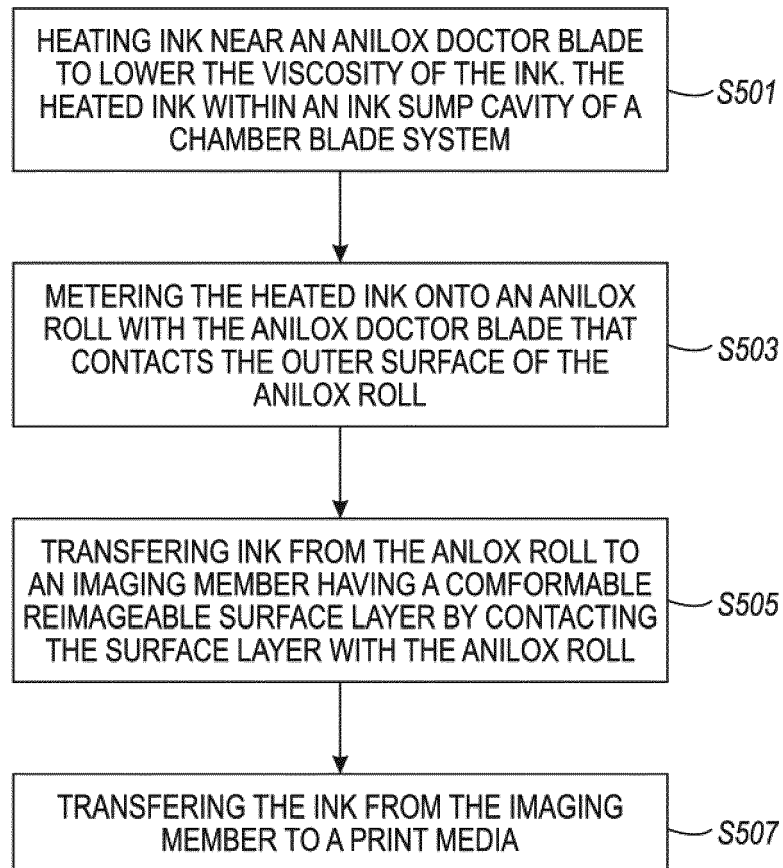 HEATING INK NEAR AN ANILOX DOCTOR BLADE
TO LOWER THE VISCOSITY OF THE INK. THE
HEATED INK WITHIN AN INK SUMP CAVITY OF A
CHAMBER BLADE SYSTEM
S501
METERING THE HEATED INK ONTO AN ANILOX
ROLL WITH THE ANILOX DOCTOR BLADE THAT
CONTACTS THE OUTER SURFACE OF THE
ANILOX ROLL
S503
TRANSFERING INK FROM THE ANLOX ROLL TO
AN IMAGING MEMBER HAVING A COMFORMABLE
REIMAGEABLE SURFACE LAYER BY CONTACTING
THE SURFACE LAYER WITH THE ANILOX ROLL
S505
TRANSFERING THE INK FROM THE IMAGING
MEMBER TO A PRINT MEDIA
S507